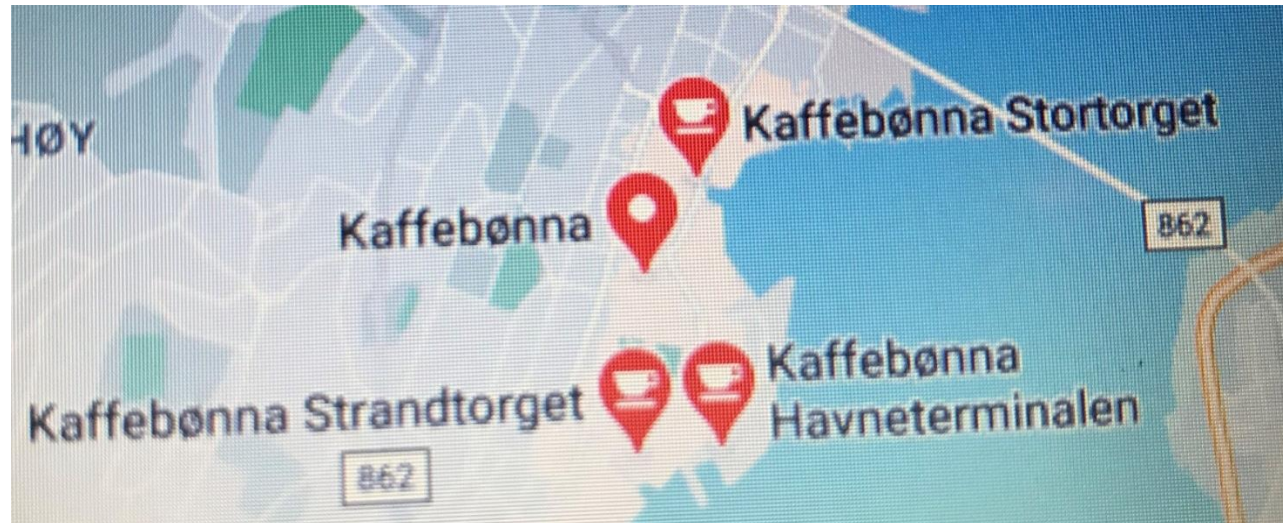 Kaffebønna Stortorget
HØY
Kaffebønna
862
Kaffebønna
Havneterminalen
Kaffebønna Strandtorget
862